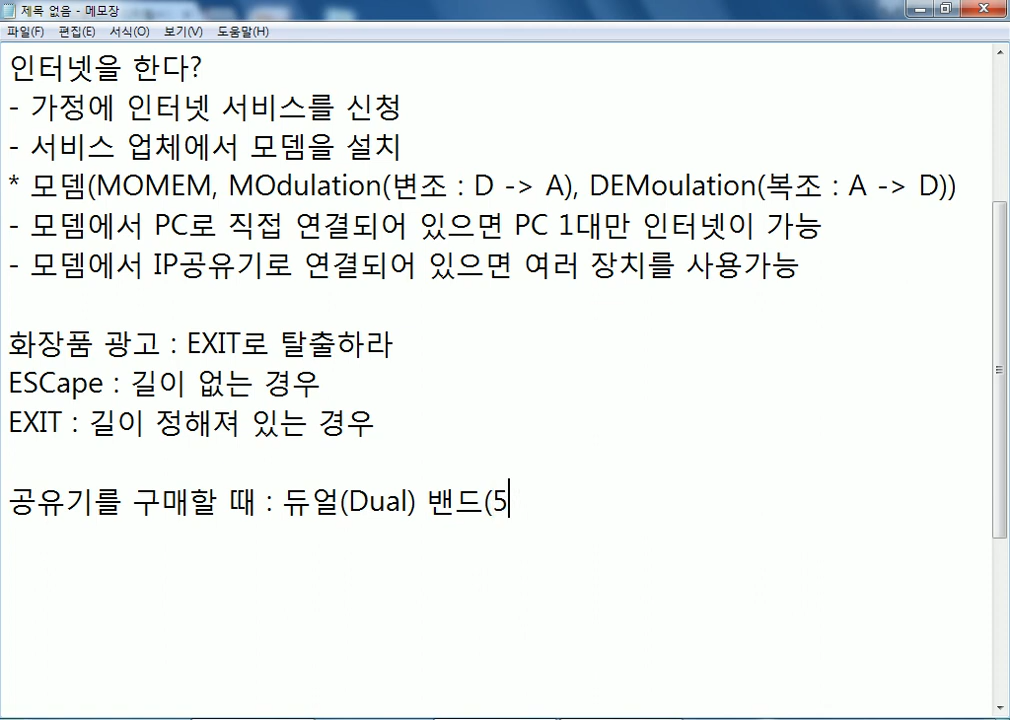 제목 없음 - 메모장
파일(F) 편집(E) 서식(O) 보기(V) 도움말(H)
인터넷을 한다?
- 가정에 인터넷 서비스를 신청
- 서비스 업체에서 모뎀을 설치
* 모뎀(MOMEM, MOdulation(변조 : D -> A), DEMoulation(복조 : A -> D))
- 모뎀에서 PC로 직접 연결되어 있으면 PC 1대만 인터넷이 가능
- 모뎀에서 IP공유기로 연결되어 있으면 여러 장치를 사용가능
화장품 광고 : EXIT로 탈출하라
ESCape : 길이 없는 경우
EXIT : 길이 정해져 있는 경우
공유기를 구매할 때 : 듀얼(Dual) 밴드(5